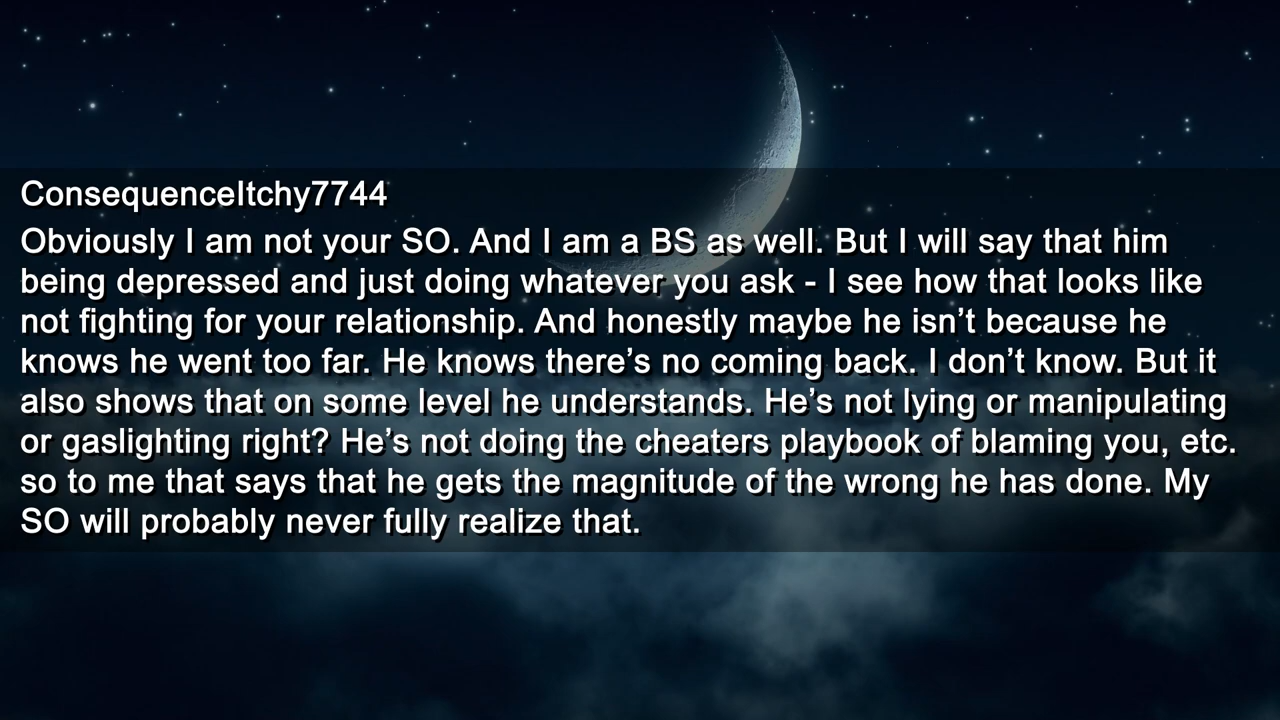 ConsequenceItchy7744
Obviously I am not your SO. And I am a BS as well. But I will say that him
being depressed and just doing whatever you ask - I see how that looks like
not fighting for your relationship. And honestly maybe he isn’t because he
knows he went too far. He knows there’s no coming back. I don’t know. But it
also shows that on some level he understands. He’s not lying or manipulating
or gaslighting right? He’s not doing the cheaters playbook of blaming you, etc.
so to me that says that he gets the magnitude of the wrong he has done. My
SO will probably never fully realize that.